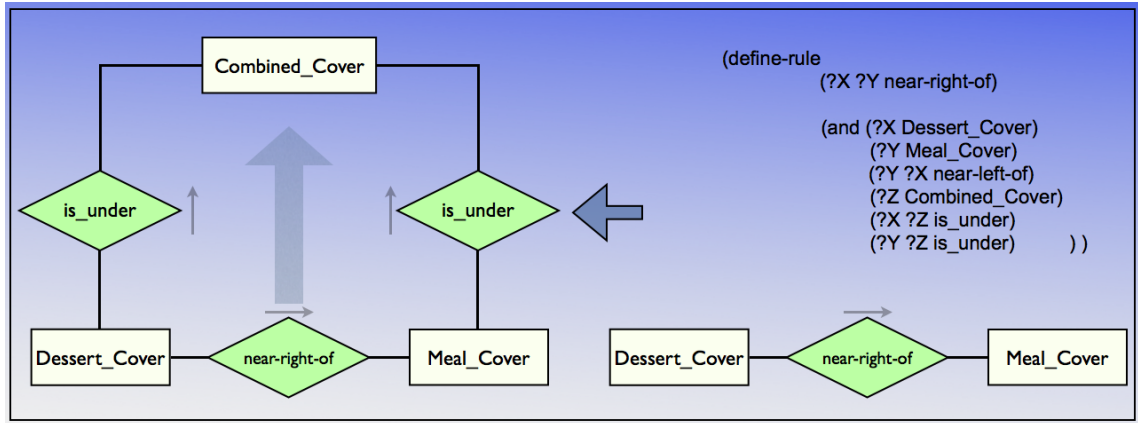 Combined_Cover
is_under
is_under
Dessert_Cover
near-right-of
Meal_Cover
(define-rule
(?X ?Y near-right-of)
(and (?X Dessert_Cover)
(?Y Meal_Cover)
(?Y ?X near-left-of)
(?Z Combined_Cover)
(?X ?Z is_under)
(?Y ?Z is_under) ) )
Dessert_Cover
near-right-of
Meal_Cover